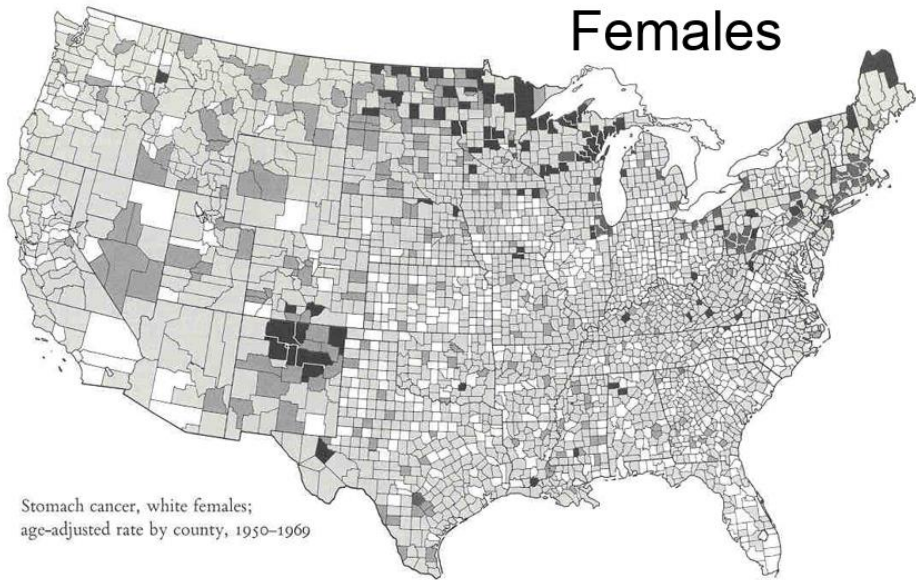 Females
Stomach cancer, white females;
age-adjusted rate by county, 1950–1969